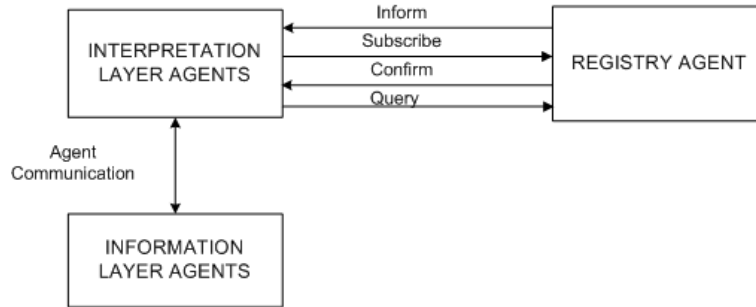 Inform
INTERPRETATION
LAYER AGENTS
Subscribe
REGISTRY AGENT
Confirm
Query
Agent
Communication
INFORMATION
LAYER AGENTS